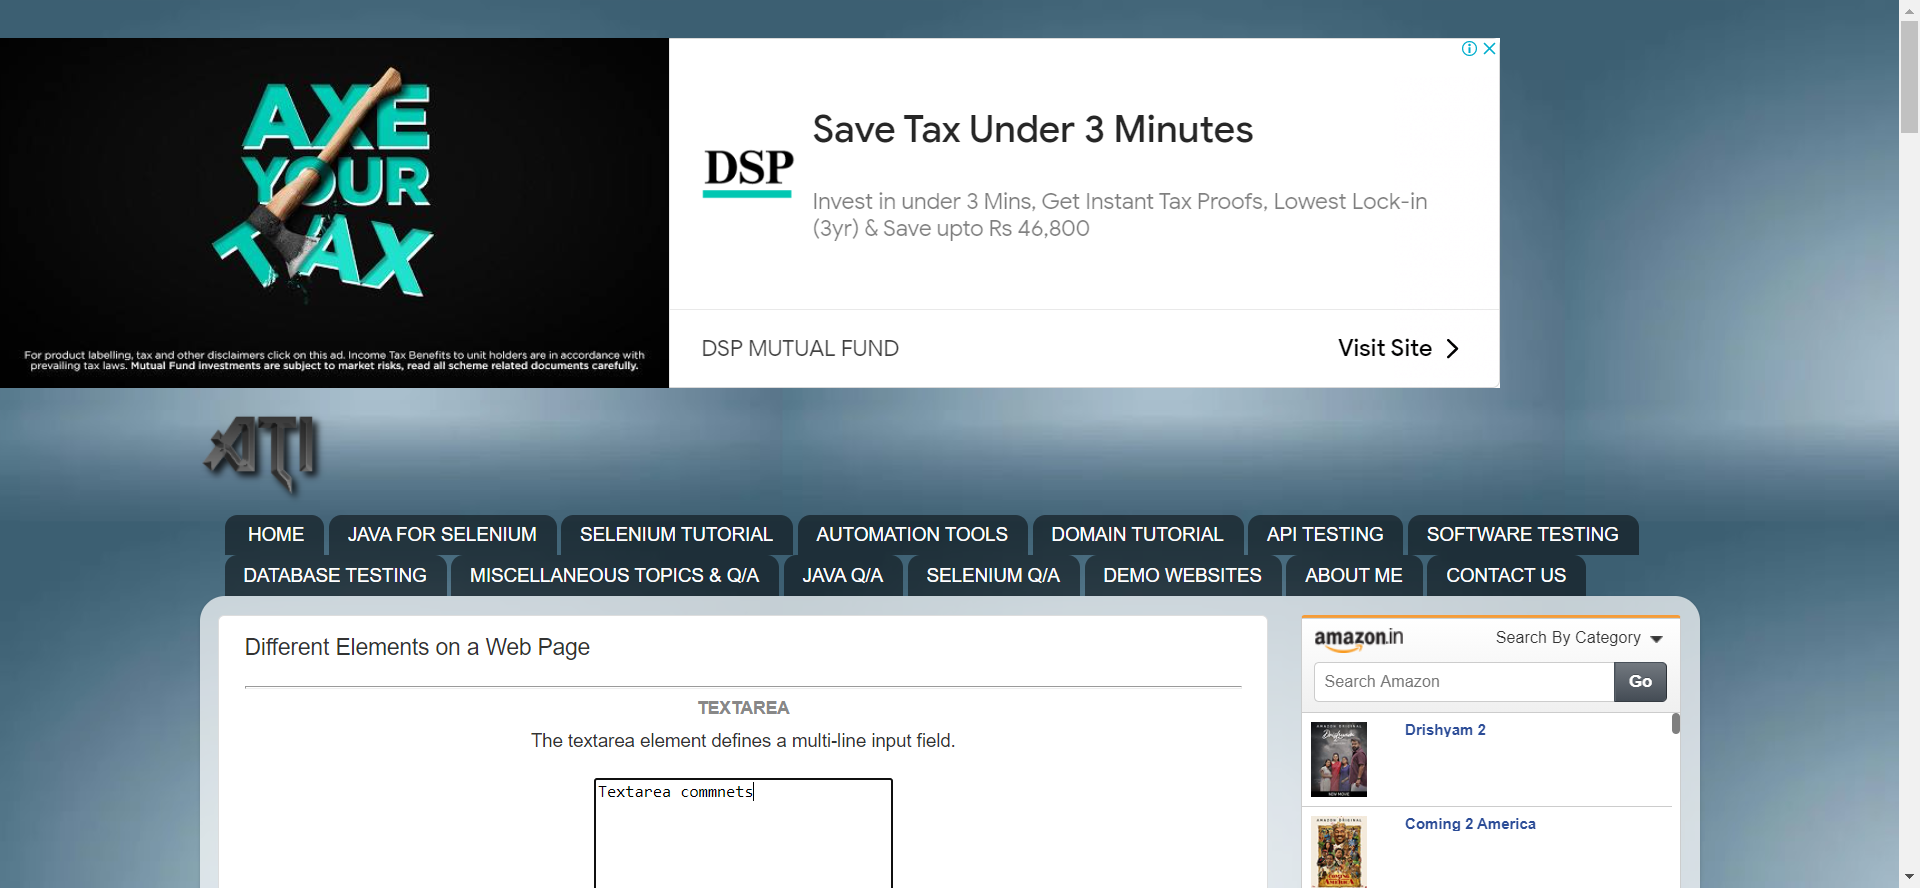 AXE
YOUR
TAX
For product labelling, tax and other disclaimers click on this ad. Income Tax Benefits to unit holders are in accordance with
prevailing tax laws. Mutual Fund investments are subject to market risks, read all scheme related documents carefully.
Save Tax Under 3 Minutes
DSP
Invest in under 3 Mins, Get Instant Tax Proofs, Lowest Lock-in
(3yr) & Save upto Rs 46,800
DSP MUTUAL FUND
Visit Site
ATI
HOME JAVA FOR SELENIUM SELENIUM TUTORIAL AUTOMATION TOOLS DOMAIN TUTORIAL API TESTING SOFTWARE TESTING
DATABASE TESTING MISCELLANEOUS TOPICS & Q/A JAVA Q/A SELENIUM Q/A DEMO WEBSITES ABOUT ME CONTACT US
Different Elements on a Web Page
TEXTAREA
The textarea element defines a multi-line input field.
Textarea commnets
amazon.in
Search By Category
Search Amazon
Go
Drishyam 2
Coming 2 America